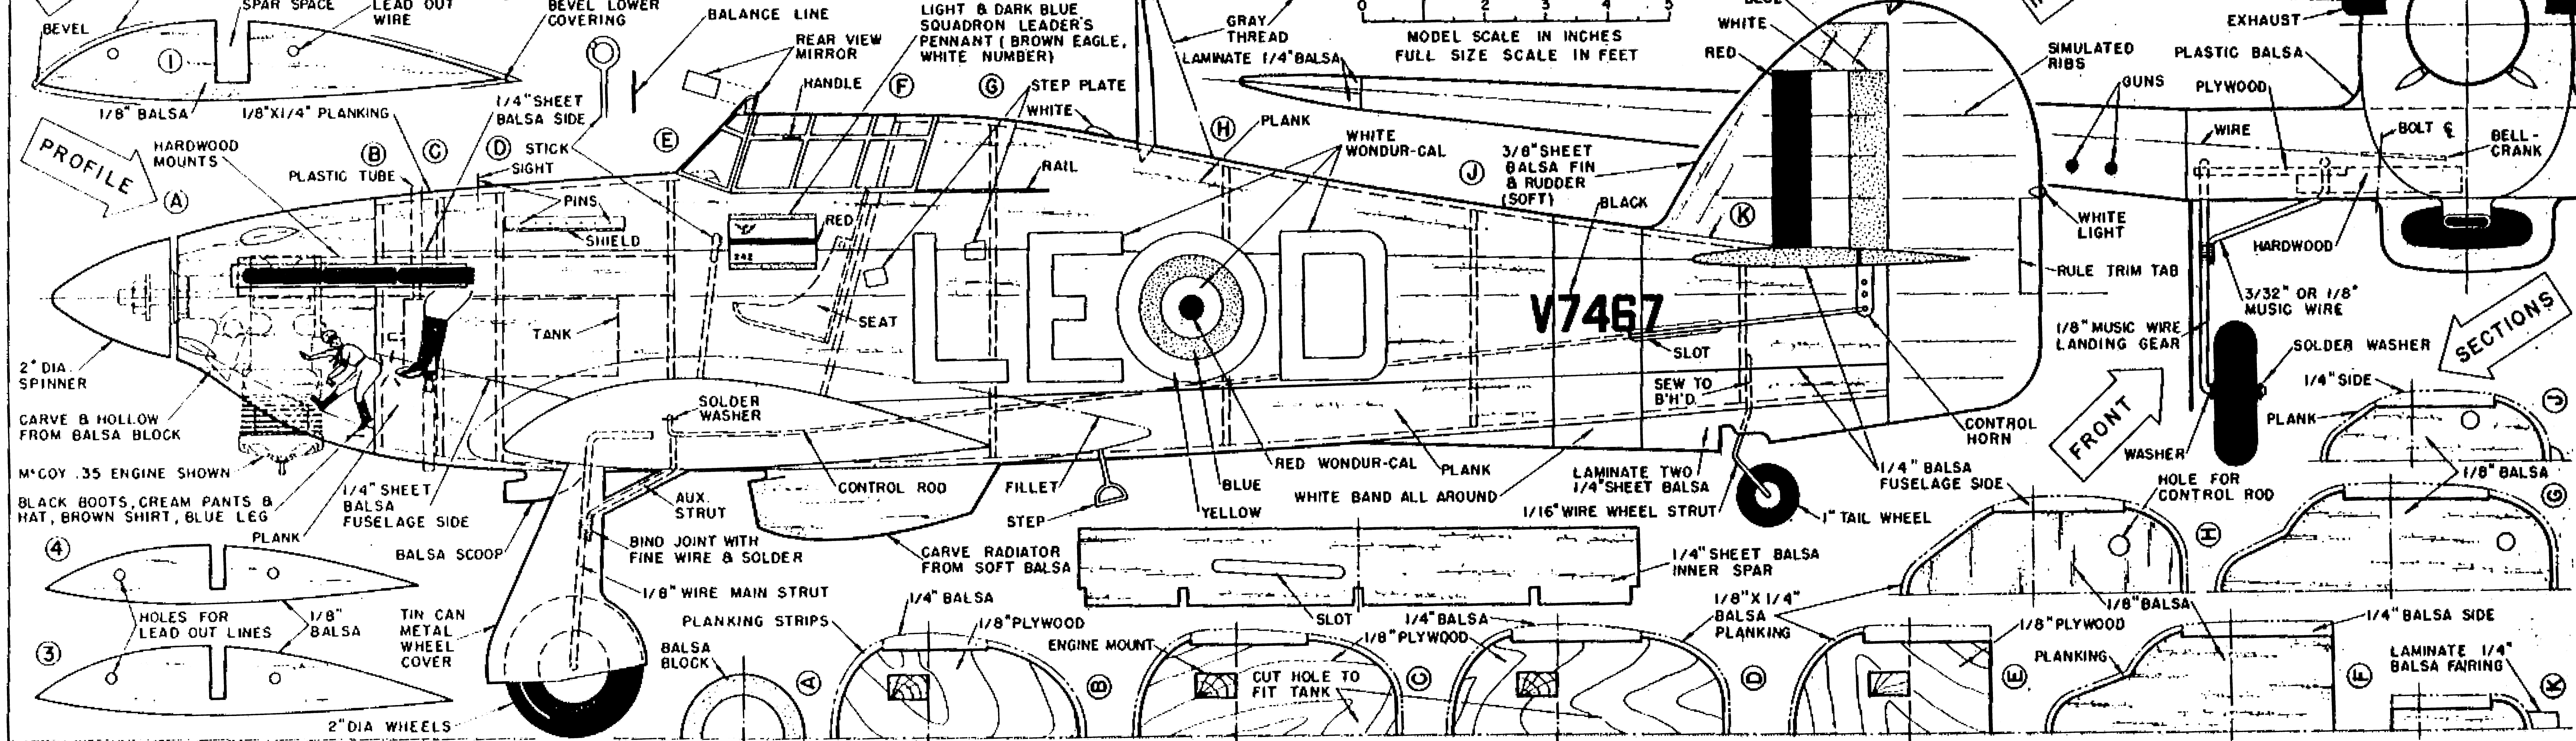 SPAR SPACE
LEAD OUT
WIRE
BEVEL LOWER
COVERING
BALANCE LINE
LIGHT & DARK BLUE
SQUADRON LEADER'S
PENNANT (BROWN EAGLE,
WHITE NUMBER)
GRAY
THREAD
0 1 2 3 4 5
MODEL SCALE IN INCHES
FULL SIZE SCALE IN FEET
WHITE
RED
EXHAUST
BEVEL
1
REAR VIEW
MIRROR
LAMINATE 1/4" BALSA
SIMULATED
RIBS
PLASTIC BALSA
GUNS
PLYWOOD
1/8" BALSA
1/8"X1/4" PLANKING
1/4" SHEET
BALSA SIDE
HANDLE
F
G
STEP PLATE
WHITE
H
PLANK
WHITE
WONDUR-CAL
WIRE
BOLT ℄
BELL-
CRANK
PROFILE
HARDWOOD
MOUNTS
B
C
D
STICK
E
SIGHT
PLASTIC TUBE
RAIL
J
3/8" SHEET
BALSA FIN
& RUDDER
(SOFT)
BLACK
A
PINS
SHIELD
RED
242
K
WHITE
LIGHT
HARDWOOD
LE D
V7467
RULE TRIM TAB
3/32" OR 1/8"
MUSIC WIRE
SECTIONS
TANK
SEAT
SLOT
1/8" MUSIC WIRE
LANDING GEAR
SOLDER WASHER
2" DIA.
SPINNER
SOLDER
WASHER
SEW TO
B'H'D.
1/4" SIDE
CARVE & HOLLOW
FROM BALSA BLOCK
PLANK
J
FRONT
CONTROL
HORN
WASHER
McCOY .35 ENGINE SHOWN
BLACK BOOTS, CREAM PANTS &
HAT, BROWN SHIRT, BLUE LEG
1/4" SHEET
BALSA
FUSELAGE SIDE
PLANK
AUX.
STRUT
CONTROL ROD
FILLET
STEP
RED WONDUR-CAL
BLUE
YELLOW
PLANK
WHITE BAND ALL AROUND
LAMINATE TWO
1/4" SHEET BALSA
1/16" WIRE WHEEL STRUT
1" TAIL WHEEL
1/4" BALSA
FUSELAGE SIDE
HOLE FOR
CONTROL ROD
1/8" BALSA
G
H
4
BALSA SCOOP
BIND JOINT WITH
FINE WIRE & SOLDER
CARVE RADIATOR
FROM SOFT BALSA
1/4" SHEET BALSA
INNER SPAR
1/8" WIRE MAIN STRUT
HOLES FOR
LEAD OUT LINES
1/8"
BALSA
TIN CAN
METAL
WHEEL
COVER
PLANKING STRIPS
1/4" BALSA
1/8" PLYWOOD
SLOT
1/4" BALSA
1/8" PLYWOOD
1/8" X 1/4"
BALSA
PLANKING
1/8" BALSA
1/8" PLYWOOD
1/4" BALSA SIDE
3
BALSA
BLOCK
ENGINE MOUNT
CUT HOLE TO
FIT TANK
PLANKING
LAMINATE 1/4"
BALSA FAIRING
A
B
C
D
E
F
K
2" DIA WHEELS